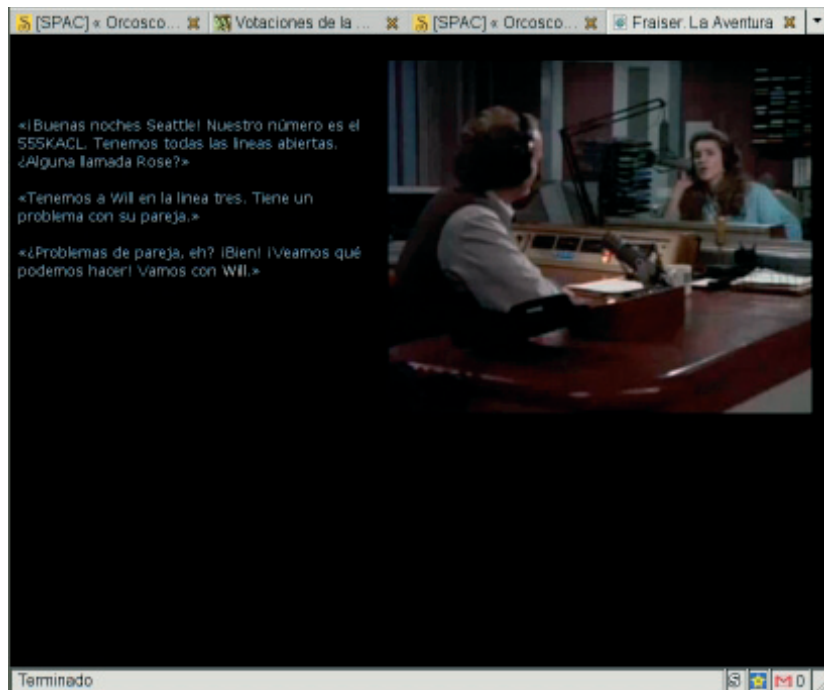 [SPAC] « Orcosco... Votaciones de la ... [SPAC] « Orcosco... Fraiser. La Aventura
«¡Buenas noches Seattle! Nuestro número es el
555KACL. Tenemos todas las lineas abiertas.
¿Alguna llamada Rose?»
«Tenemos a Will en la linea tres. Tiene un
problema con su pareja.»
«¿Problemas de pareja, eh? ¡Bien! ¡Veamos qué
podemos hacer! Vamos con Will.»
Terminado S 0